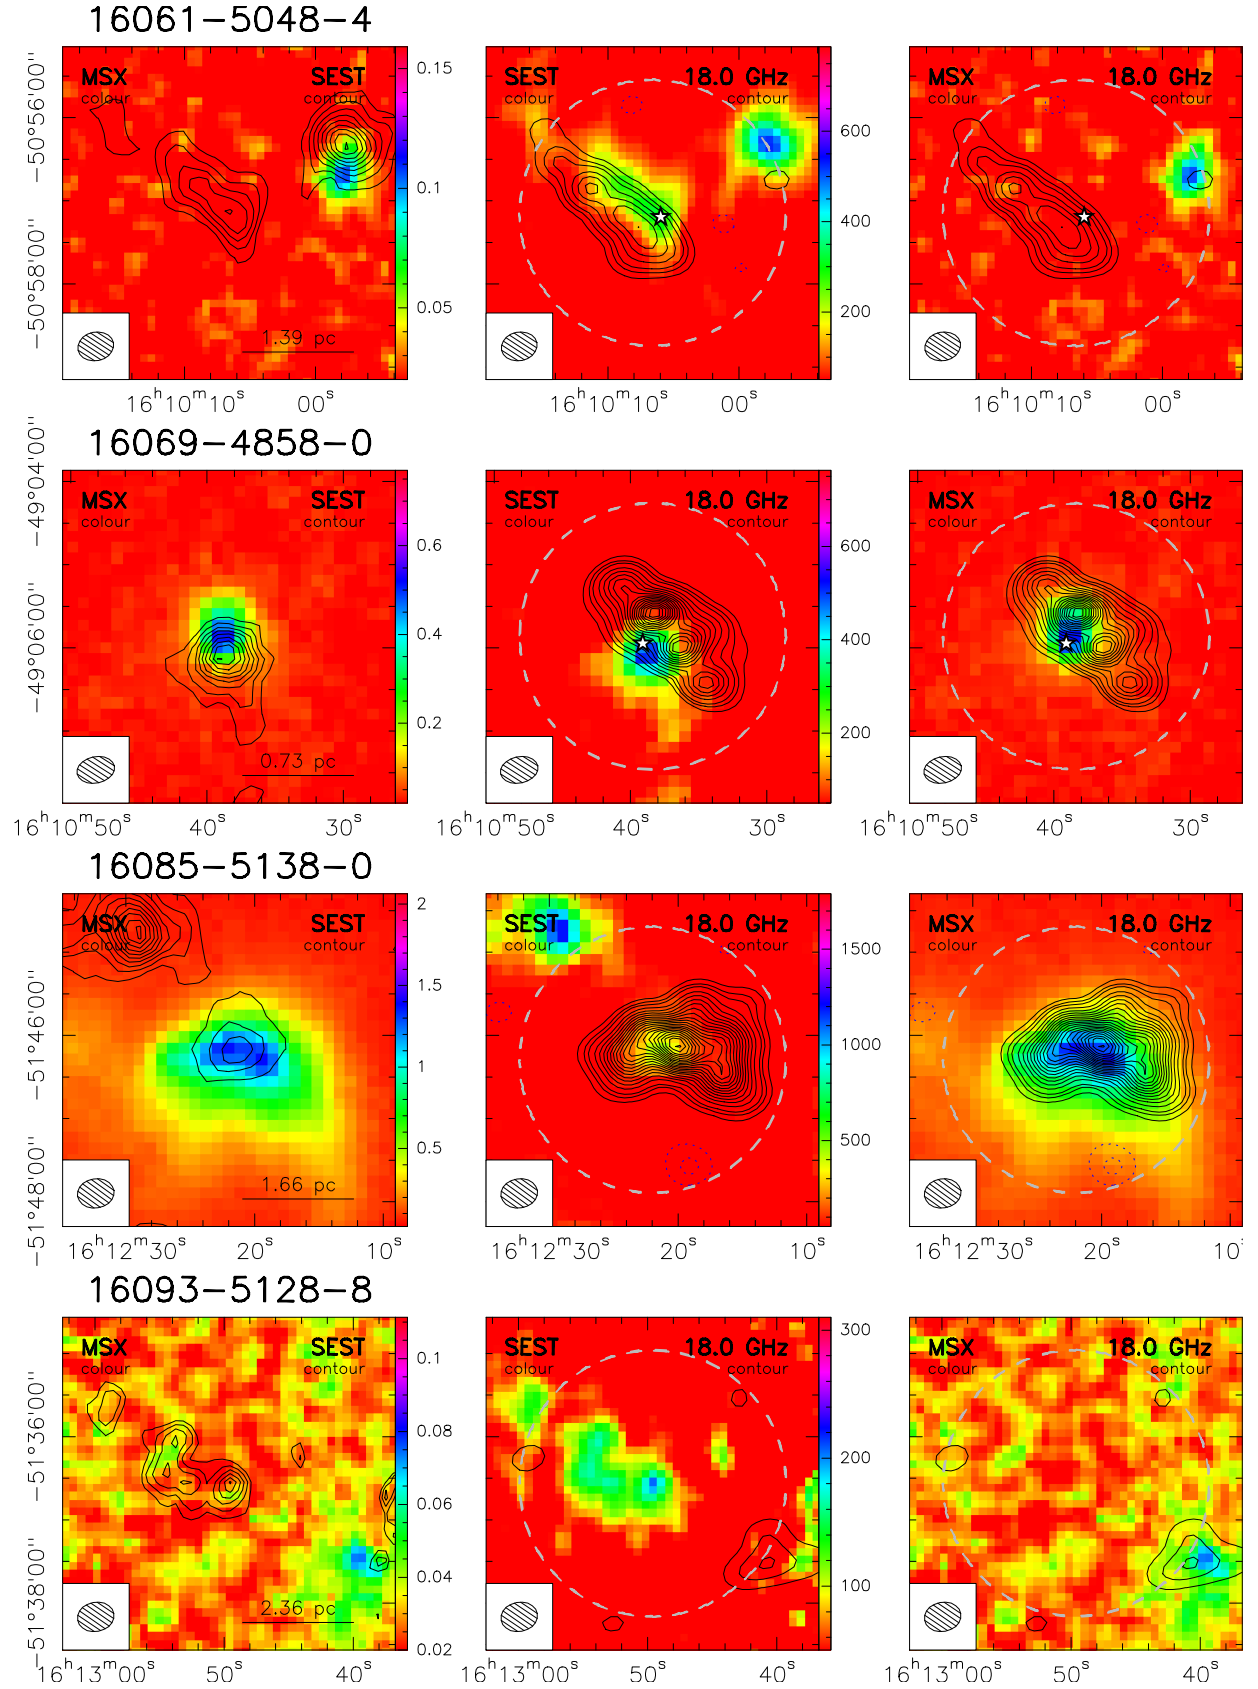 16061−5048−4
MSX SEST
colour contour
SEST 18.0 GHz
contour
MSX 18.0 GHz
colour contour
0.15
0.1
0.05
600
400
200
−50°56'00"
−50°58'00"
1.39 pc
16h10m10s 00s
16h10m10s 00s
16h10m10s 00s
16069−4858−0
MSX SEST
colour contour
SEST 18.0 GHz
colour contour
MSX 18.0 GHz
colour contour
0.6
0.4
0.2
600
400
200
−49°04'00"
−49°06'00"
0.73 pc
16h10m50s 40s 30s
16h10m50s 40s 30s
16h10m50s 40s 30s
16085−5138−0
MSX SEST
colour contour
SEST 18.0 GHz
colour contour
MSX 18.0 GHz
colour contour
2
1.5
1
0.5
1500
1000
500
−51°46'00"
−51°48'00"
1.66 pc
16h12m30s 20s 10s
16h12m30s 20s 10s
16h12m30s 20s 10s
16093−5128−8
MSX SEST
colour contour
SEST 18.0 GHz
colour contour
MSX 18.0 GHz
colour contour
0.1
0.08
0.06
0.04
0.02
300
200
100
−51°36'00"
−51°38'00"
2.36 pc
16h13m00s 50s 40s
16h13m00s 50s 40s
16h13m00s 50s 40s